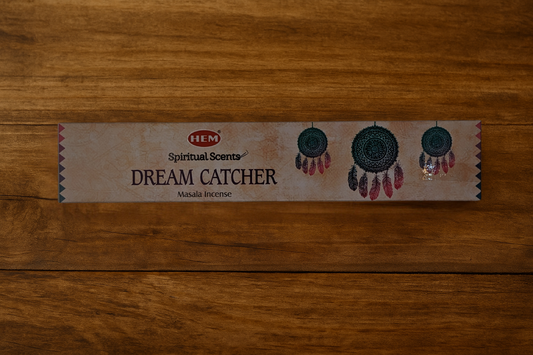 HEM
Spiritual Scents
DREAM CATCHER
Masala Incense